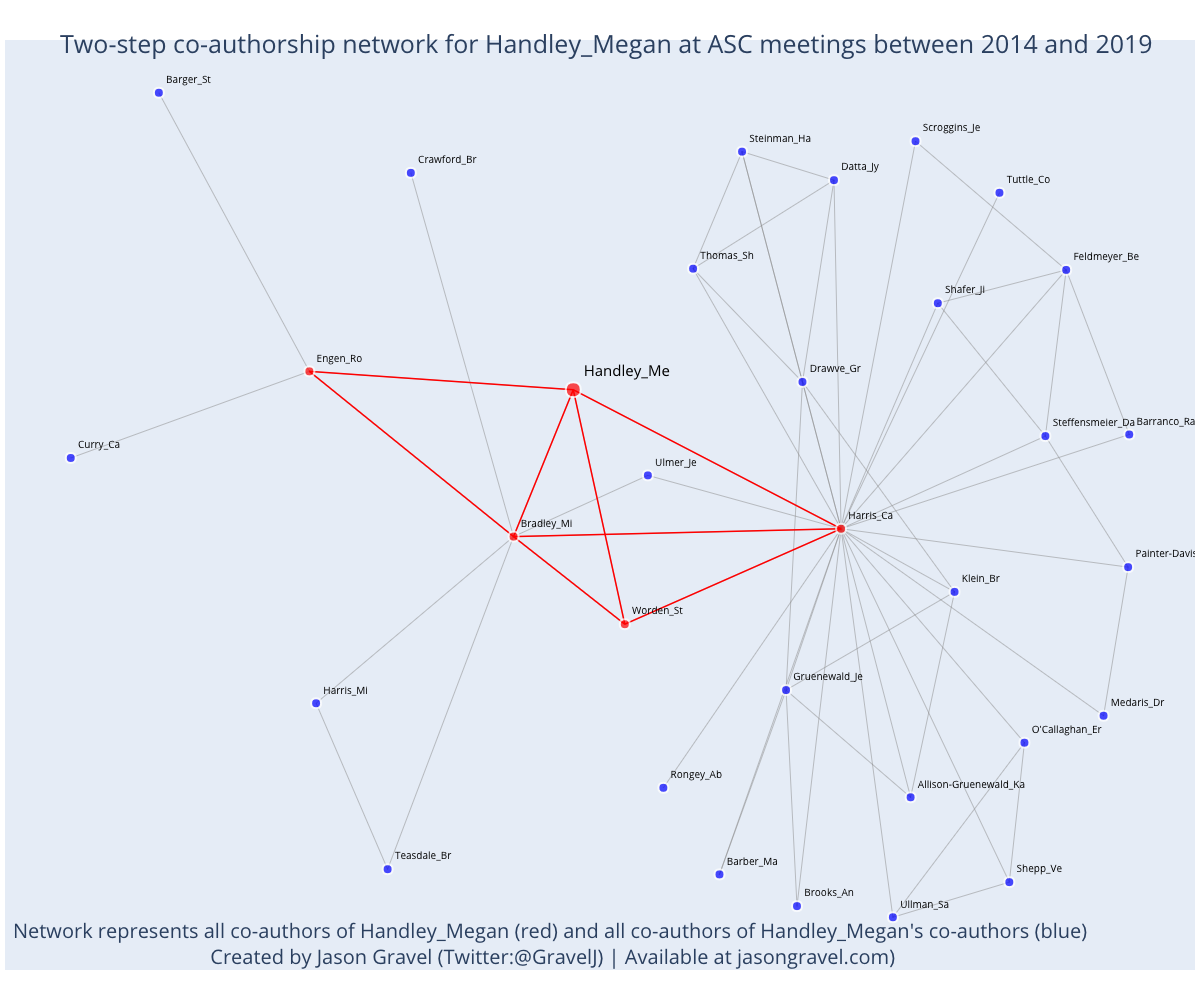 Two-step co-authorship network for Handley_Megan at ASC meetings between 2014 and 2019
Barger_St
Scroggins_Je
Steinman_Ha
Crawford_Br
Datta_Jy
Tuttle_Co
Thomas_Sh
Feldmeyer_Be
Shafer_Ji
Engen_Ro
Handley_Me
Drawve_Gr
Steffensmeier_Da
Barranco_Ra
Curry_Ca
Ulmer_Je
Harris_Ca
Bradley_Mi
Painter-Davis
Klein_Br
Worden_St
Gruenewald_Je
Harris_Mi
Medaris_Dr
O'Callaghan_Er
Rongey_Ab
Allison-Gruenewald_Ka
Teasdale_Br
Barber_Ma
Shepp_Ve
Brooks_An
Ullman_Sa
Network represents all co-authors of Handley_Megan (red) and all co-authors of Handley_Megan's co-authors (blue)
Created by Jason Gravel (Twitter:@GravelJ) | Available at jasongravel.com)